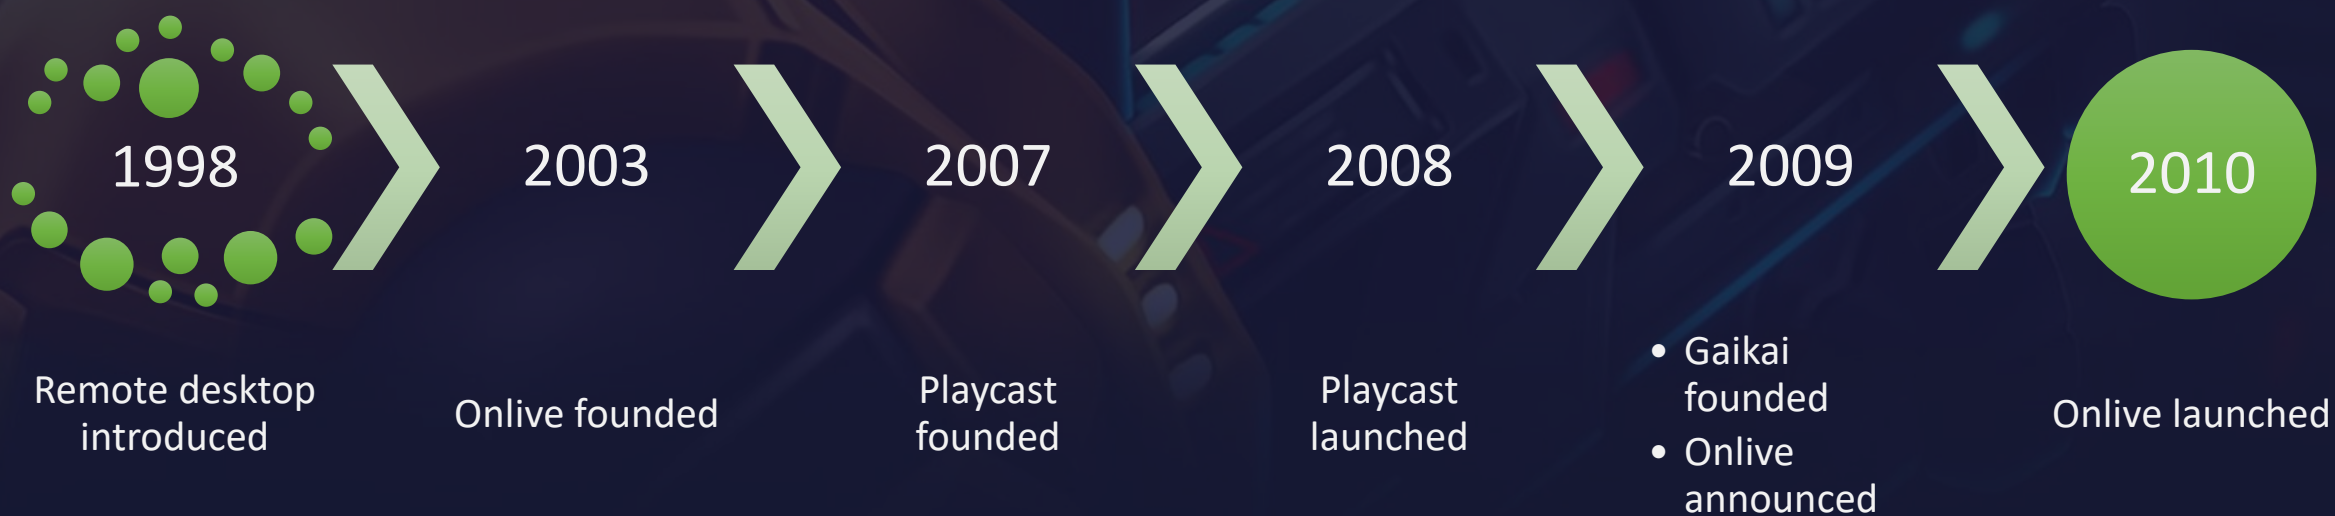 1998
2003
2007
2008
2009
2010
Remote desktop
introduced
Onlive founded
Playcast
founded
Playcast
launched
• Gaikai
founded
• Onlive
announced
Onlive launched